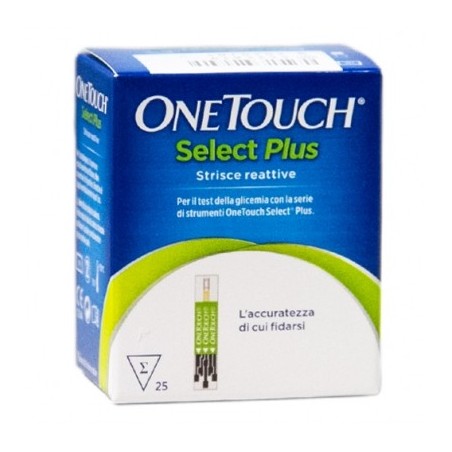 ONETOUCH®
Select Plus
Strisce reattive
Per il test della glicemia con la serie
di strumenti OneTouch Select® Plus.
L'accuratezza
di cui fidarsi
Σ
25